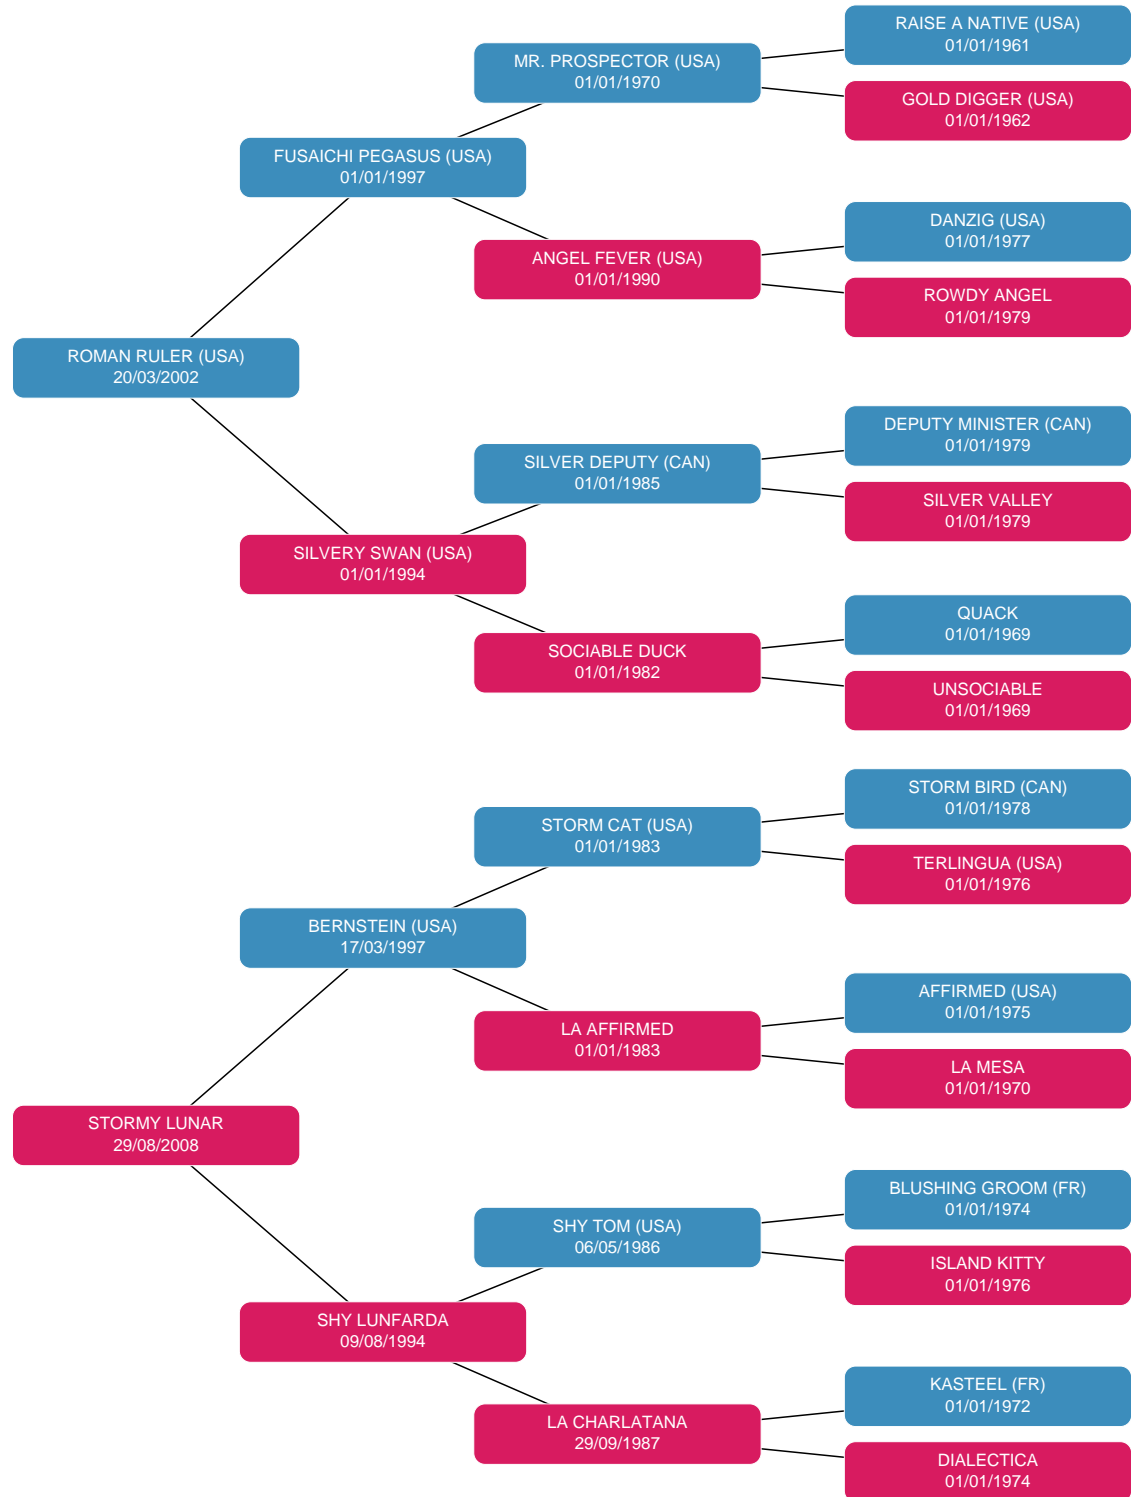 RAISE A NATIVE (USA)
01/01/1961
MR. PROSPECTOR (USA)
01/01/1970
GOLD DIGGER (USA)
01/01/1962
FUSAICHI PEGASUS (USA)
01/01/1997
DANZIG (USA)
01/01/1977
ANGEL FEVER (USA)
01/01/1990
ROWDY ANGEL
01/01/1979
ROMAN RULER (USA)
20/03/2002
DEPUTY MINISTER (CAN)
01/01/1979
SILVER DEPUTY (CAN)
01/01/1985
SILVER VALLEY
01/01/1979
SILVERY SWAN (USA)
01/01/1994
QUACK
01/01/1969
SOCIABLE DUCK
01/01/1982
UNSOCIABLE
01/01/1969
STORM BIRD (CAN)
01/01/1978
STORM CAT (USA)
01/01/1983
TERLINGUA (USA)
01/01/1976
BERNSTEIN (USA)
17/03/1997
AFFIRMED (USA)
01/01/1975
LA AFFIRMED
01/01/1983
LA MESA
01/01/1970
STORMY LUNAR
29/08/2008
BLUSHING GROOM (FR)
01/01/1974
SHY TOM (USA)
06/05/1986
ISLAND KITTY
01/01/1976
SHY LUNFARDA
09/08/1994
KASTEEL (FR)
01/01/1972
LA CHARLATANA
29/09/1987
DIALECTICA
01/01/1974